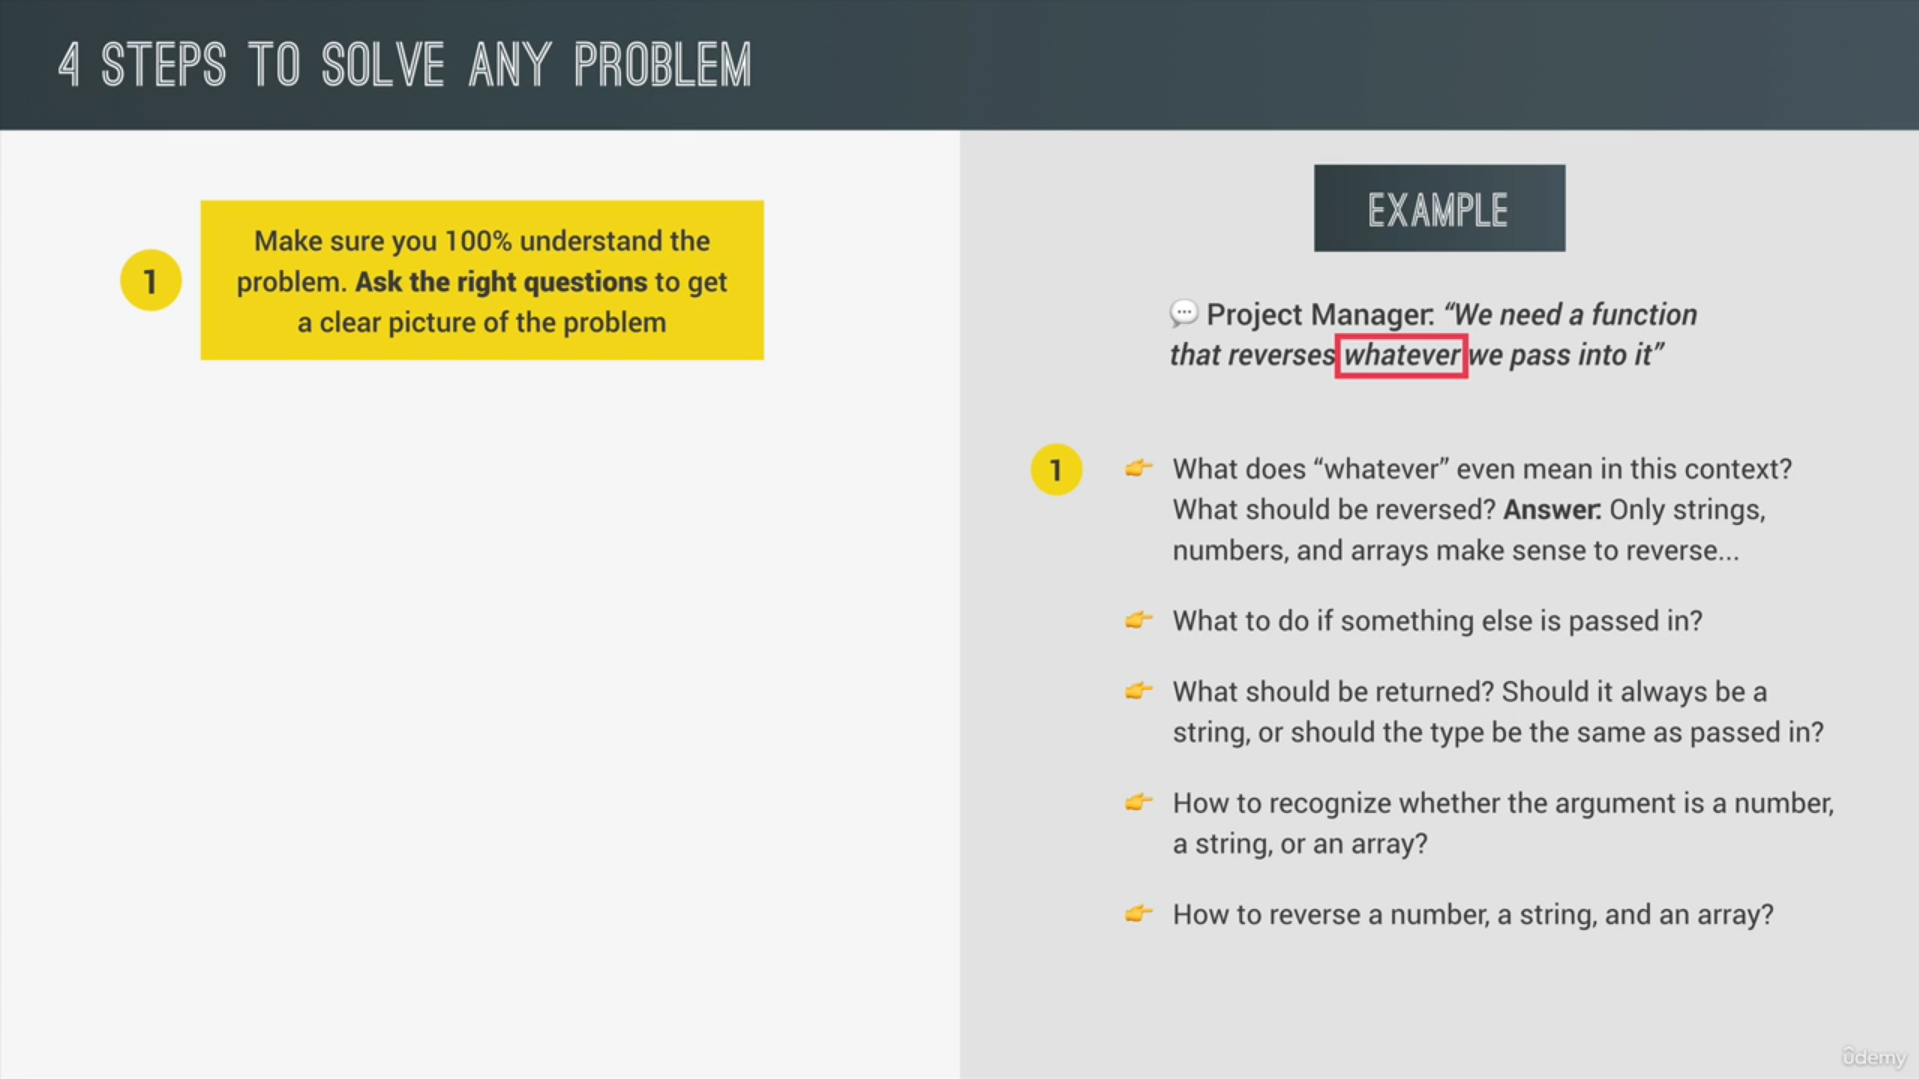 4 STEPS TO SOLVE ANY PROBLEM
1
Make sure you 100% understand the
problem. Ask the right questions to get
a clear picture of the problem
EXAMPLE
Project Manager: “We need a function
that reverses whatever we pass into it”
1
What does “whatever” even mean in this context?
What should be reversed? Answer: Only strings,
numbers, and arrays make sense to reverse...
What to do if something else is passed in?
What should be returned? Should it always be a
string, or should the type be the same as passed in?
How to recognize whether the argument is a number,
a string, or an array?
How to reverse a number, a string, and an array?
ûdemy